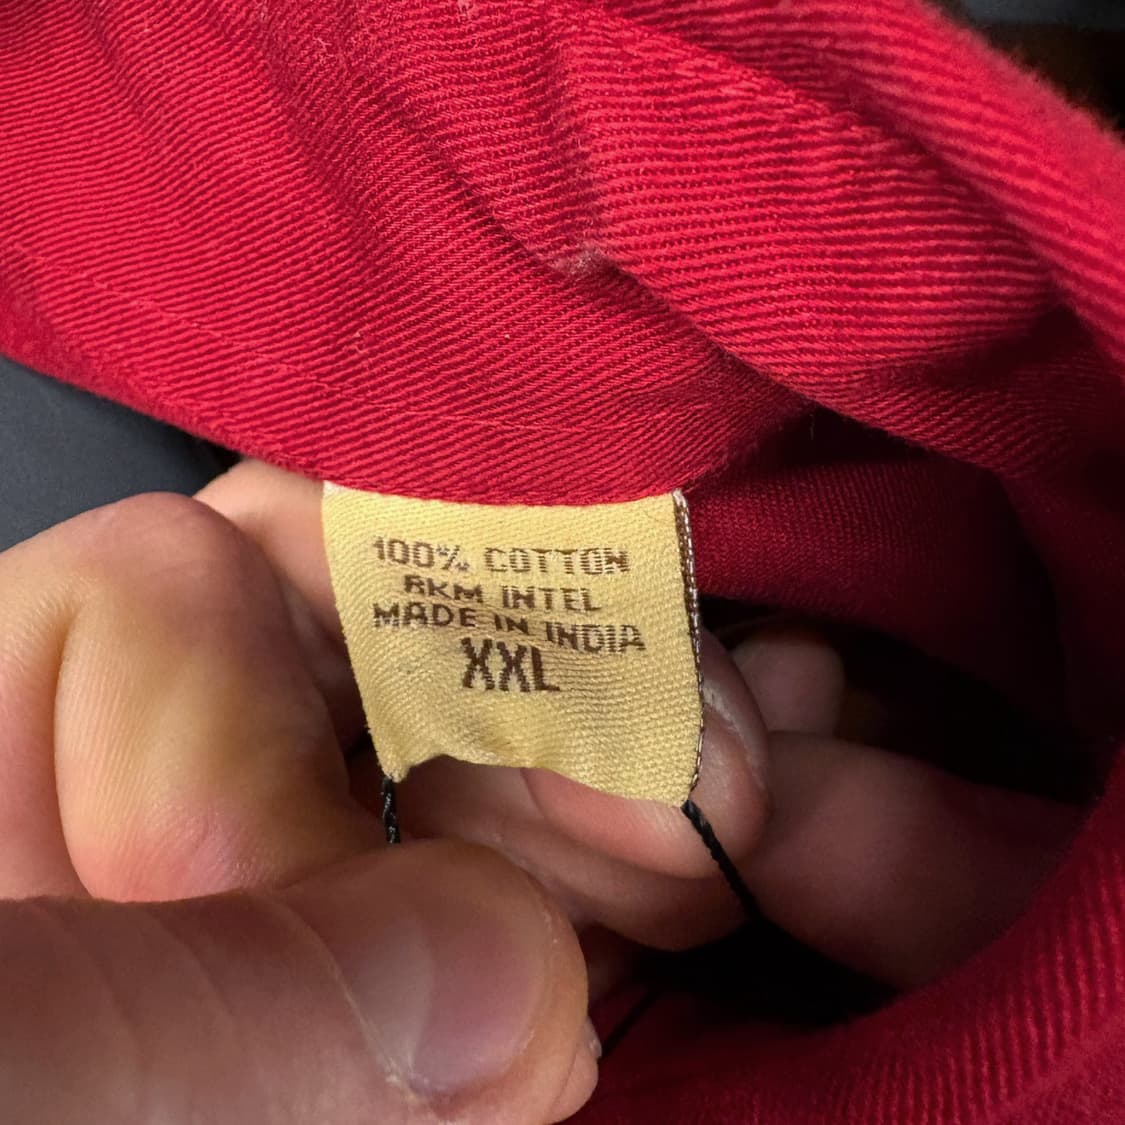 100% COTTON
RKM INTEL
MADE IN INDIA
XXL